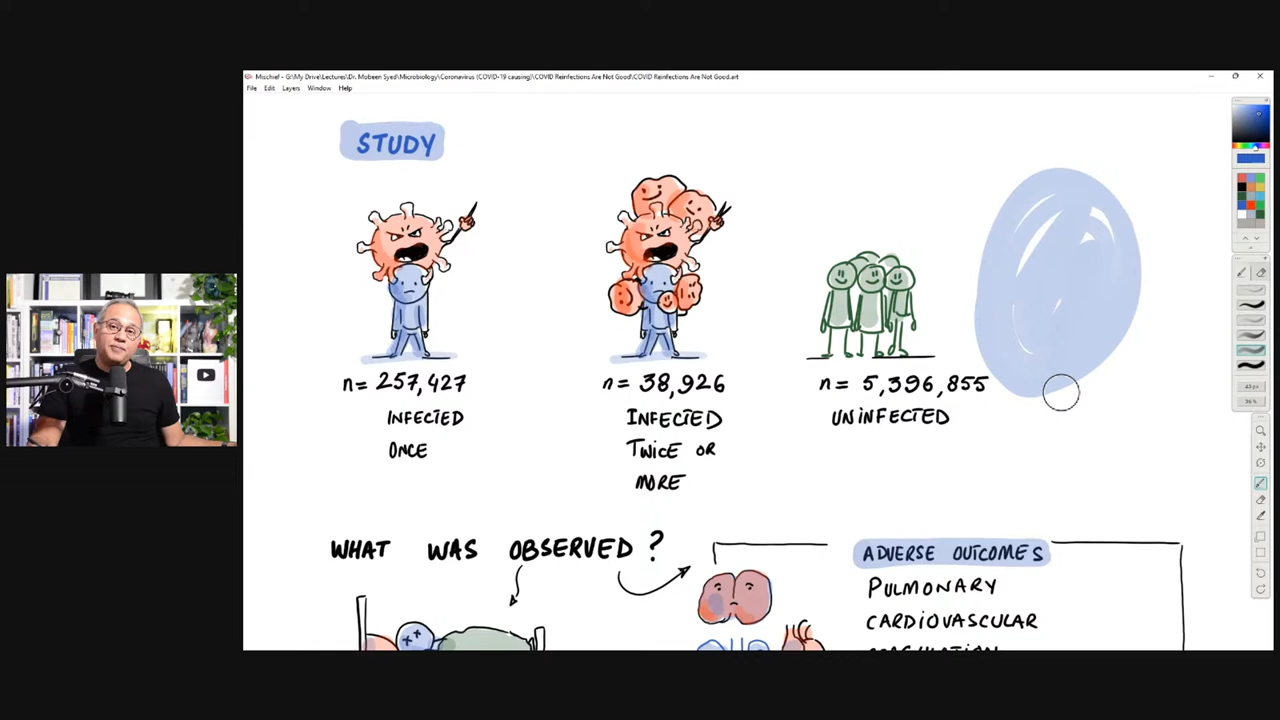 Mischief - G:\My Drive\Lectures\Dr. Mobeen Syed\Microbiology\Coronavirus (COVID-19 causing)\COVID Reinfections Are Not Good\COVID Reinfections Are Not Good.art
File Edit Layers Window Help
STUDY
n= 257,427
INFECTED
ONCE
n= 38,926
INFECTED
TWICE OR
MORE
n= 5,396,855
UNINFECTED
WHAT WAS OBSERVED ?
ADVERSE OUTCOMES
PULMONARY
CARDIOVASCULAR
COAGULATION